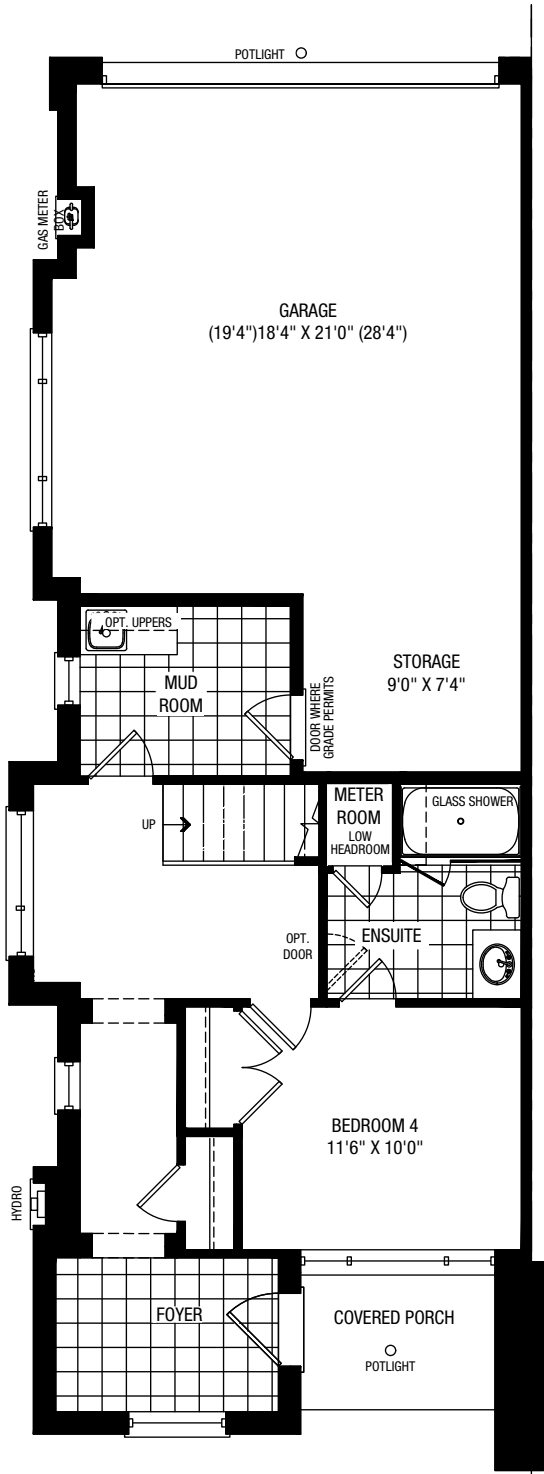 POTLIGHT
GAS METER
BOX
GARAGE
(19'4")18'4" X 21'0" (28'4")
OPT. UPPERS
MUD
ROOM
DOOR WHERE
GRADE PERMITS
STORAGE
9'0" X 7'4"
UP
METER
ROOM
LOW
HEADROOM
GLASS SHOWER
OPT.
DOOR
ENSUITE
BEDROOM 4
11'6" X 10'0"
HYDRO
FOYER
COVERED PORCH
POTLIGHT